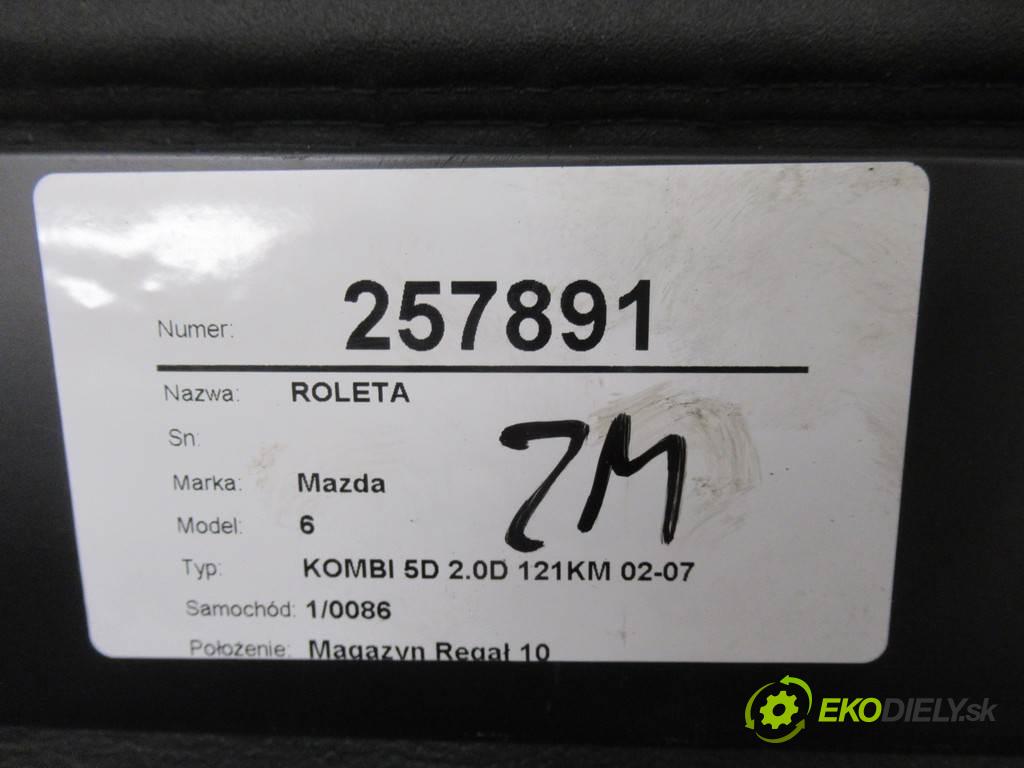 Numer: 257891
Nazwa: ROLETA
Sn:
ZM
Marka: Mazda
Model: 6
Typ: KOMBI 5D 2.0D 121KM 02-07
Samochód: 1/0086
Położenie: Magazyn Regał 10
EKODIELY.sk